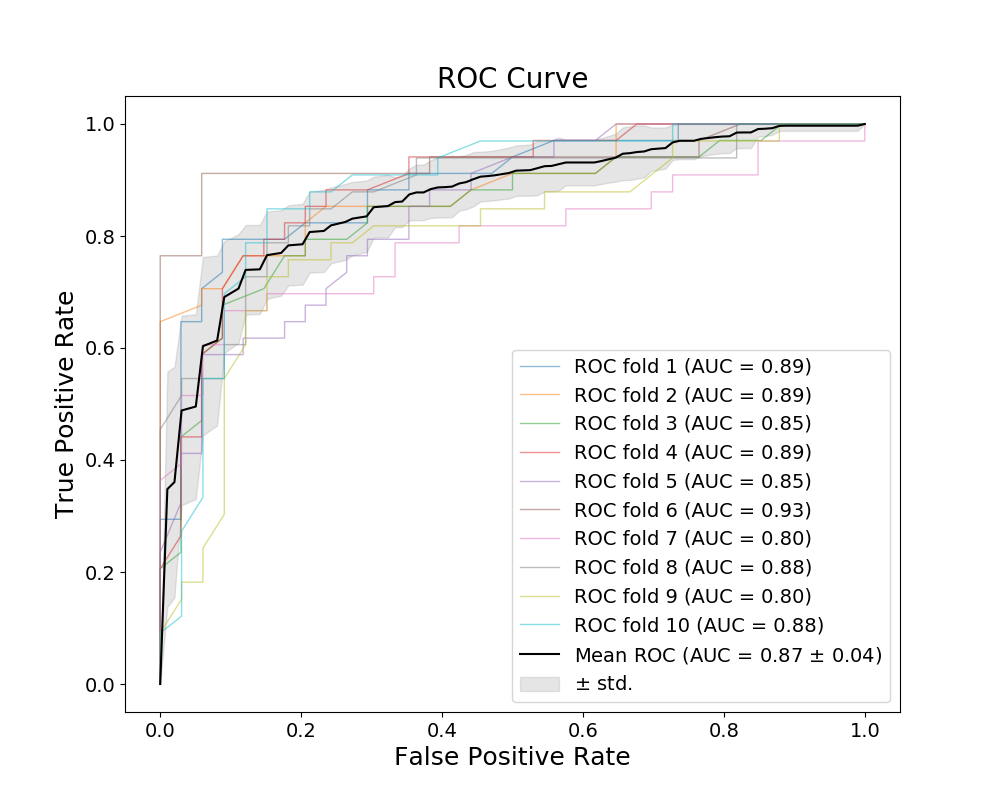 ROC Curve
True Positive Rate
1.0
0.8
0.6
0.4
0.2
0.0
ROC fold 1 (AUC = 0.89)
ROC fold 2 (AUC = 0.89)
ROC fold 3 (AUC = 0.85)
ROC fold 4 (AUC = 0.89)
ROC fold 5 (AUC = 0.85)
ROC fold 6 (AUC = 0.93)
ROC fold 7 (AUC = 0.80)
ROC fold 8 (AUC = 0.88)
ROC fold 9 (AUC = 0.80)
ROC fold 10 (AUC = 0.88)
Mean ROC (AUC = 0.87 ± 0.04)
± std.
0.0 0.2 0.4 0.6 0.8 1.0
False Positive Rate